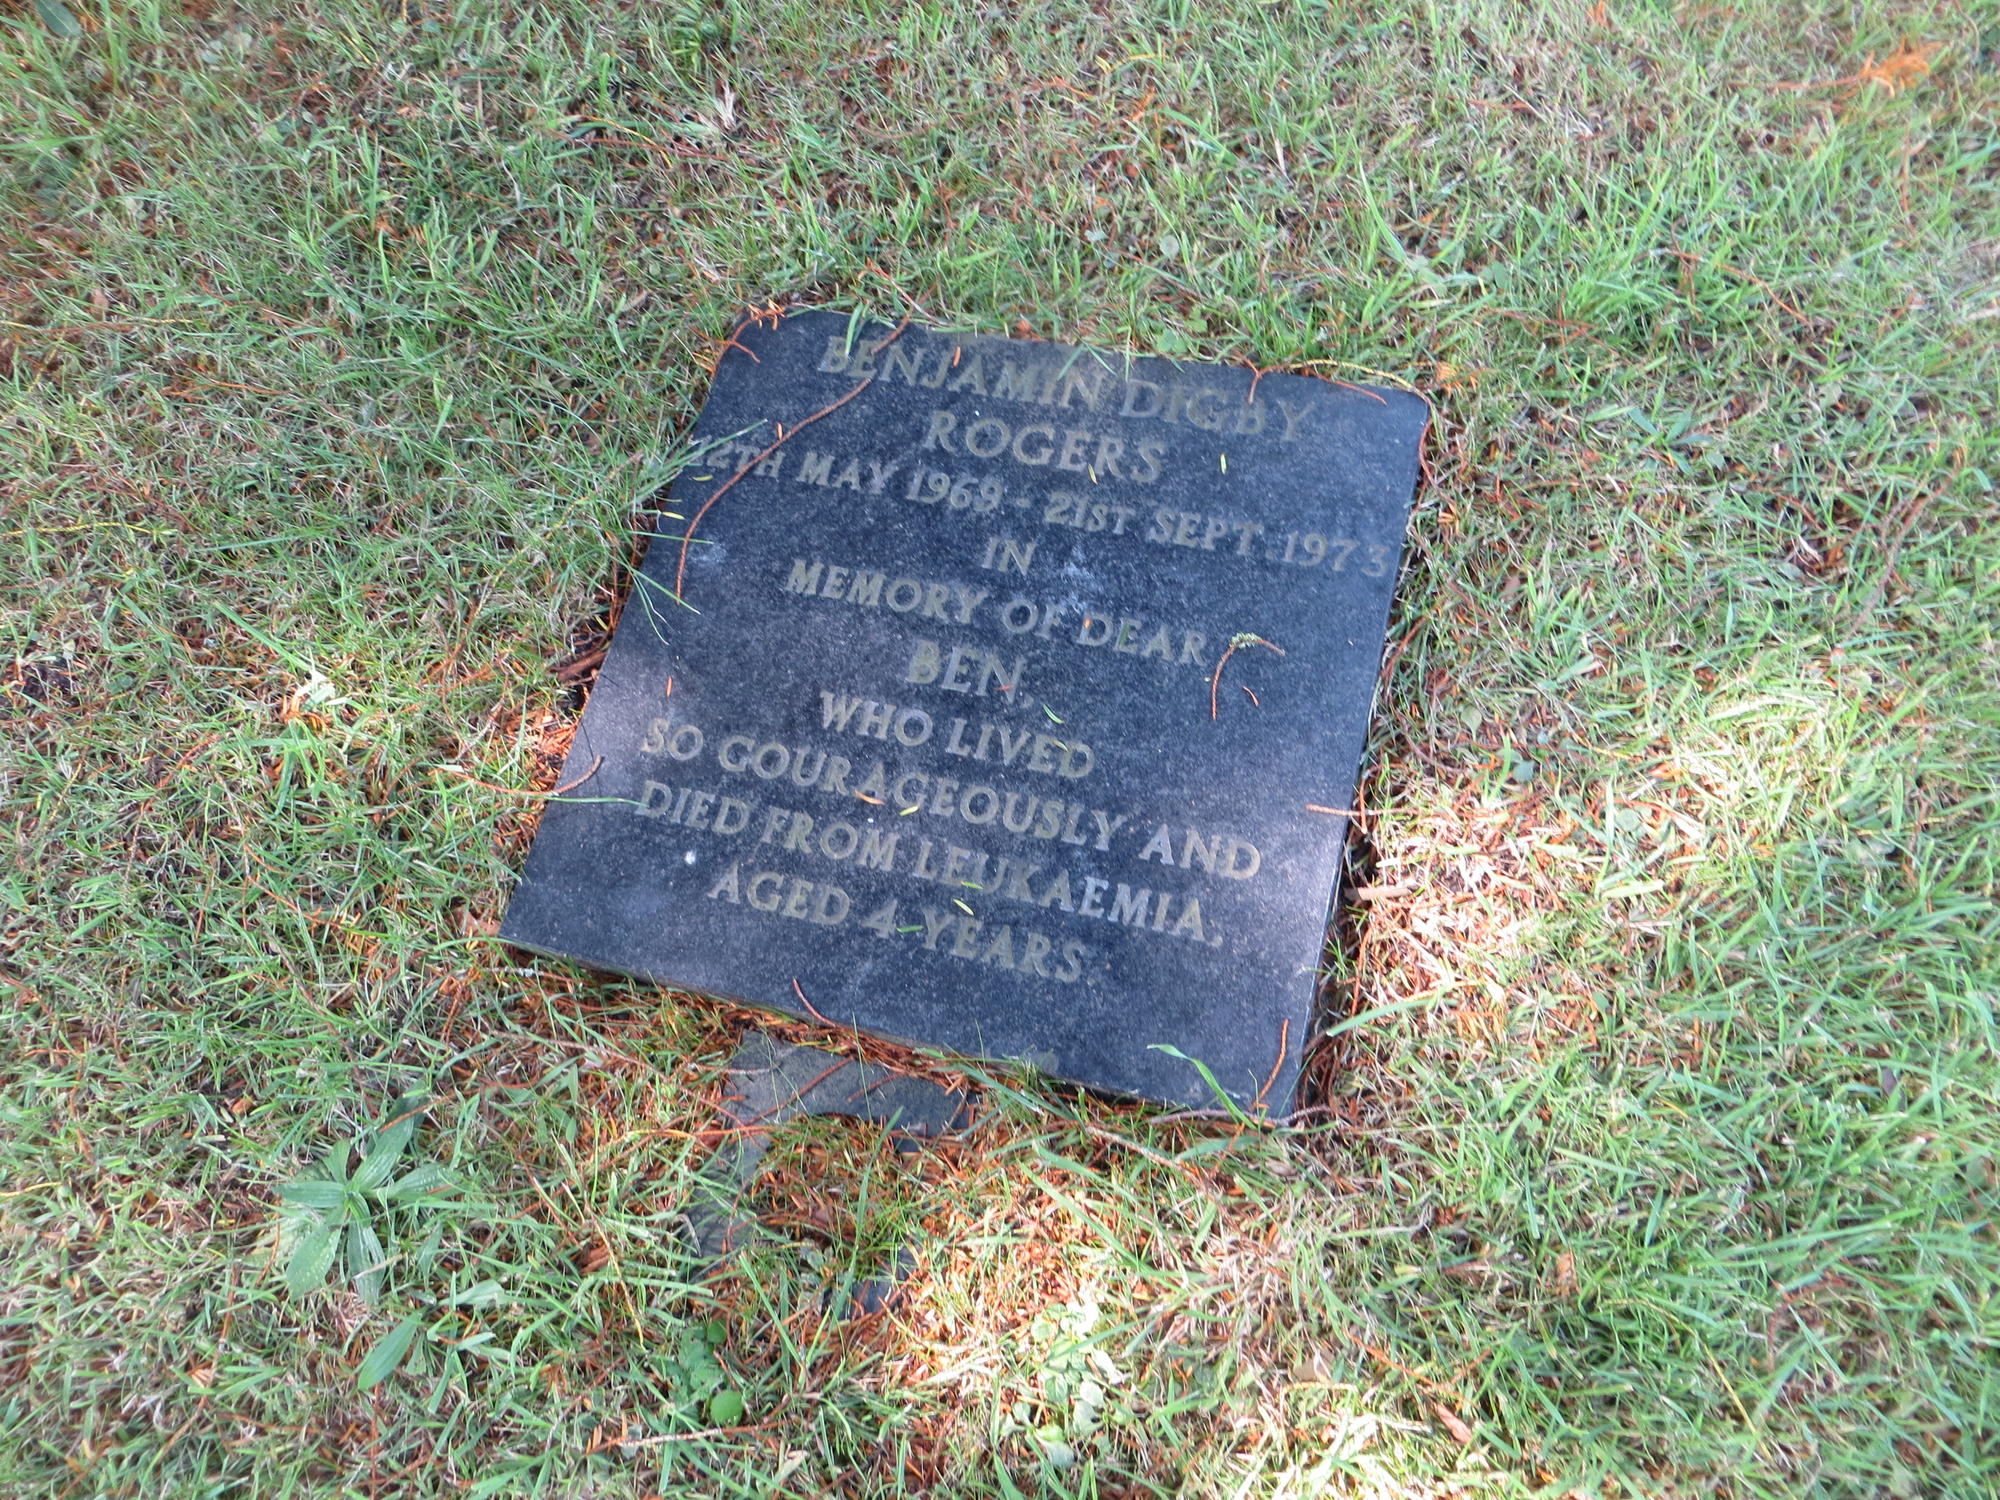 BENJAMIN DIGBY
ROGERS
12TH MAY 1969 - 21ST SEPT. 1973
IN
MEMORY OF DEAR
BEN,
WHO LIVED
SO COURAGEOUSLY AND
DIED FROM LEUKAEMIA,
AGED 4 YEARS.